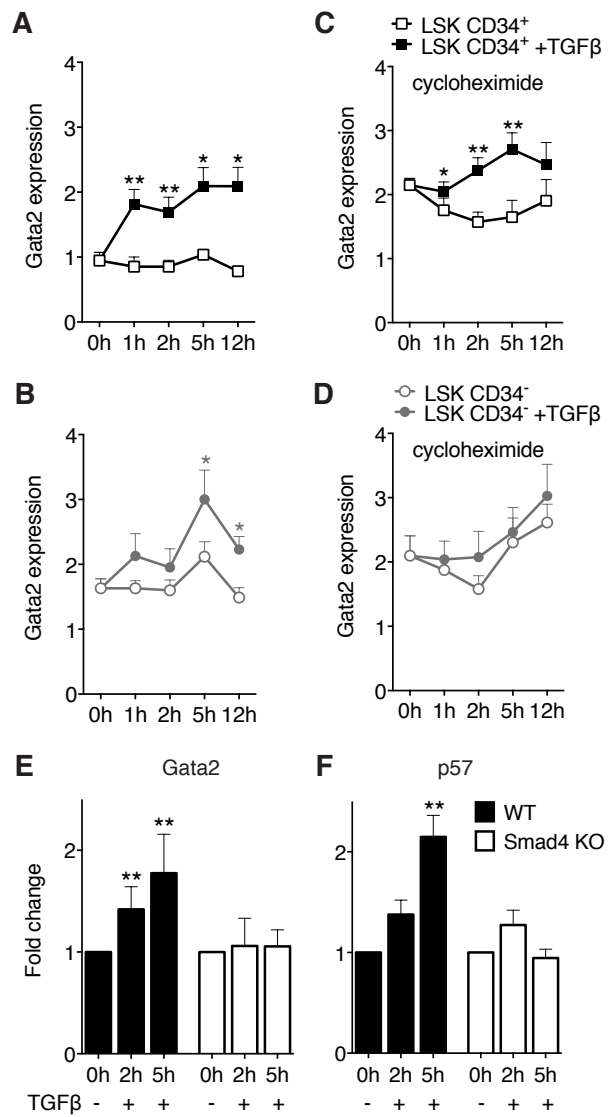 A
4
3
2
1
0
Gata2 expression
**
**
*
*
0h 1h 2h 5h 12h
C
LSK CD34+
LSK CD34+ +TGFβ
cycloheximide
4
3
2
1
0
Gata2 expression
*
**
**
0h 1h 2h 5h 12h
B
4
3
2
1
0
Gata2 expression
*
*
0h 1h 2h 5h 12h
D
LSK CD34-
LSK CD34- +TGFβ
cycloheximide
4
3
2
1
0
Gata2 expression
0h 1h 2h 5h 12h
E
Gata2
2
1
0
Fold change
**
**
0h 2h 5h 0h 2h 5h
TGFβ - + + - + +
F
p57
WT
Smad4 KO
2
1
0
**
0h 2h 5h 0h 2h 5h
- + + - + +